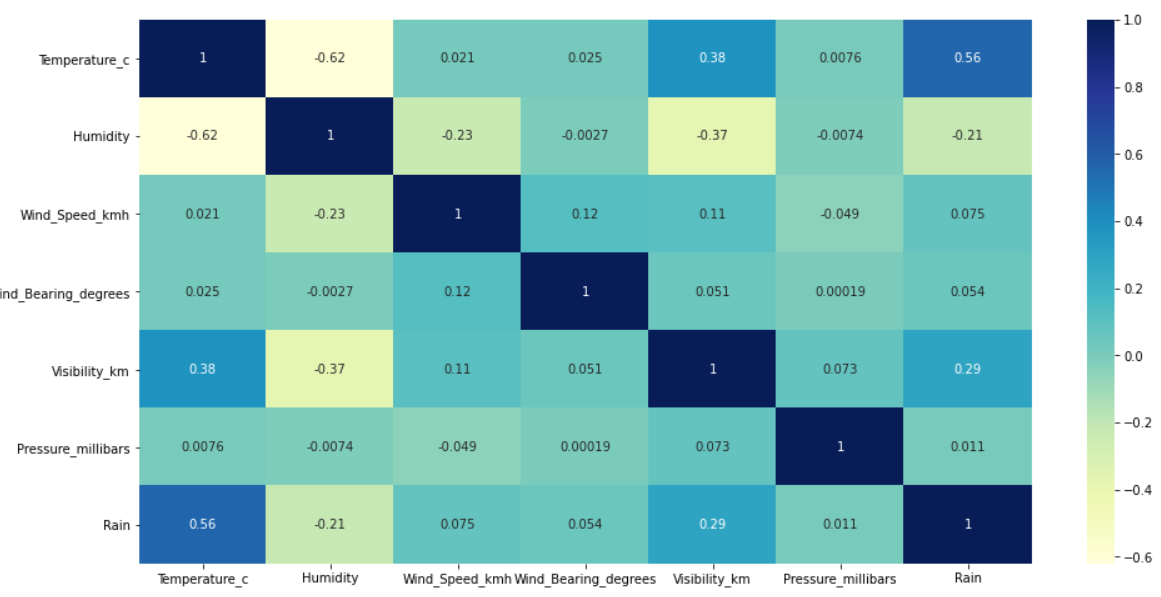 Temperature_c 1 -0.62 0.021 0.025 0.38 0.0076 0.56
Humidity -0.62 1 -0.23 -0.0027 -0.37 -0.0074 -0.21
Wind_Speed_kmh 0.021 -0.23 1 0.12 0.11 -0.049 0.075
ind_Bearing_degrees 0.025 -0.0027 0.12 1 0.051 0.00019 0.054
Visibility_km 0.38 -0.37 0.11 0.051 1 0.073 0.29
Pressure_millibars 0.0076 -0.0074 -0.049 0.00019 0.073 1 0.011
Rain 0.56 -0.21 0.075 0.054 0.29 0.011 1
Temperature_c Humidity Wind_Speed_kmh Wind_Bearing_degrees Visibility_km Pressure_millibars Rain
1.0
0.8
0.6
0.4
0.2
0.0
−0.2
−0.4
−0.6